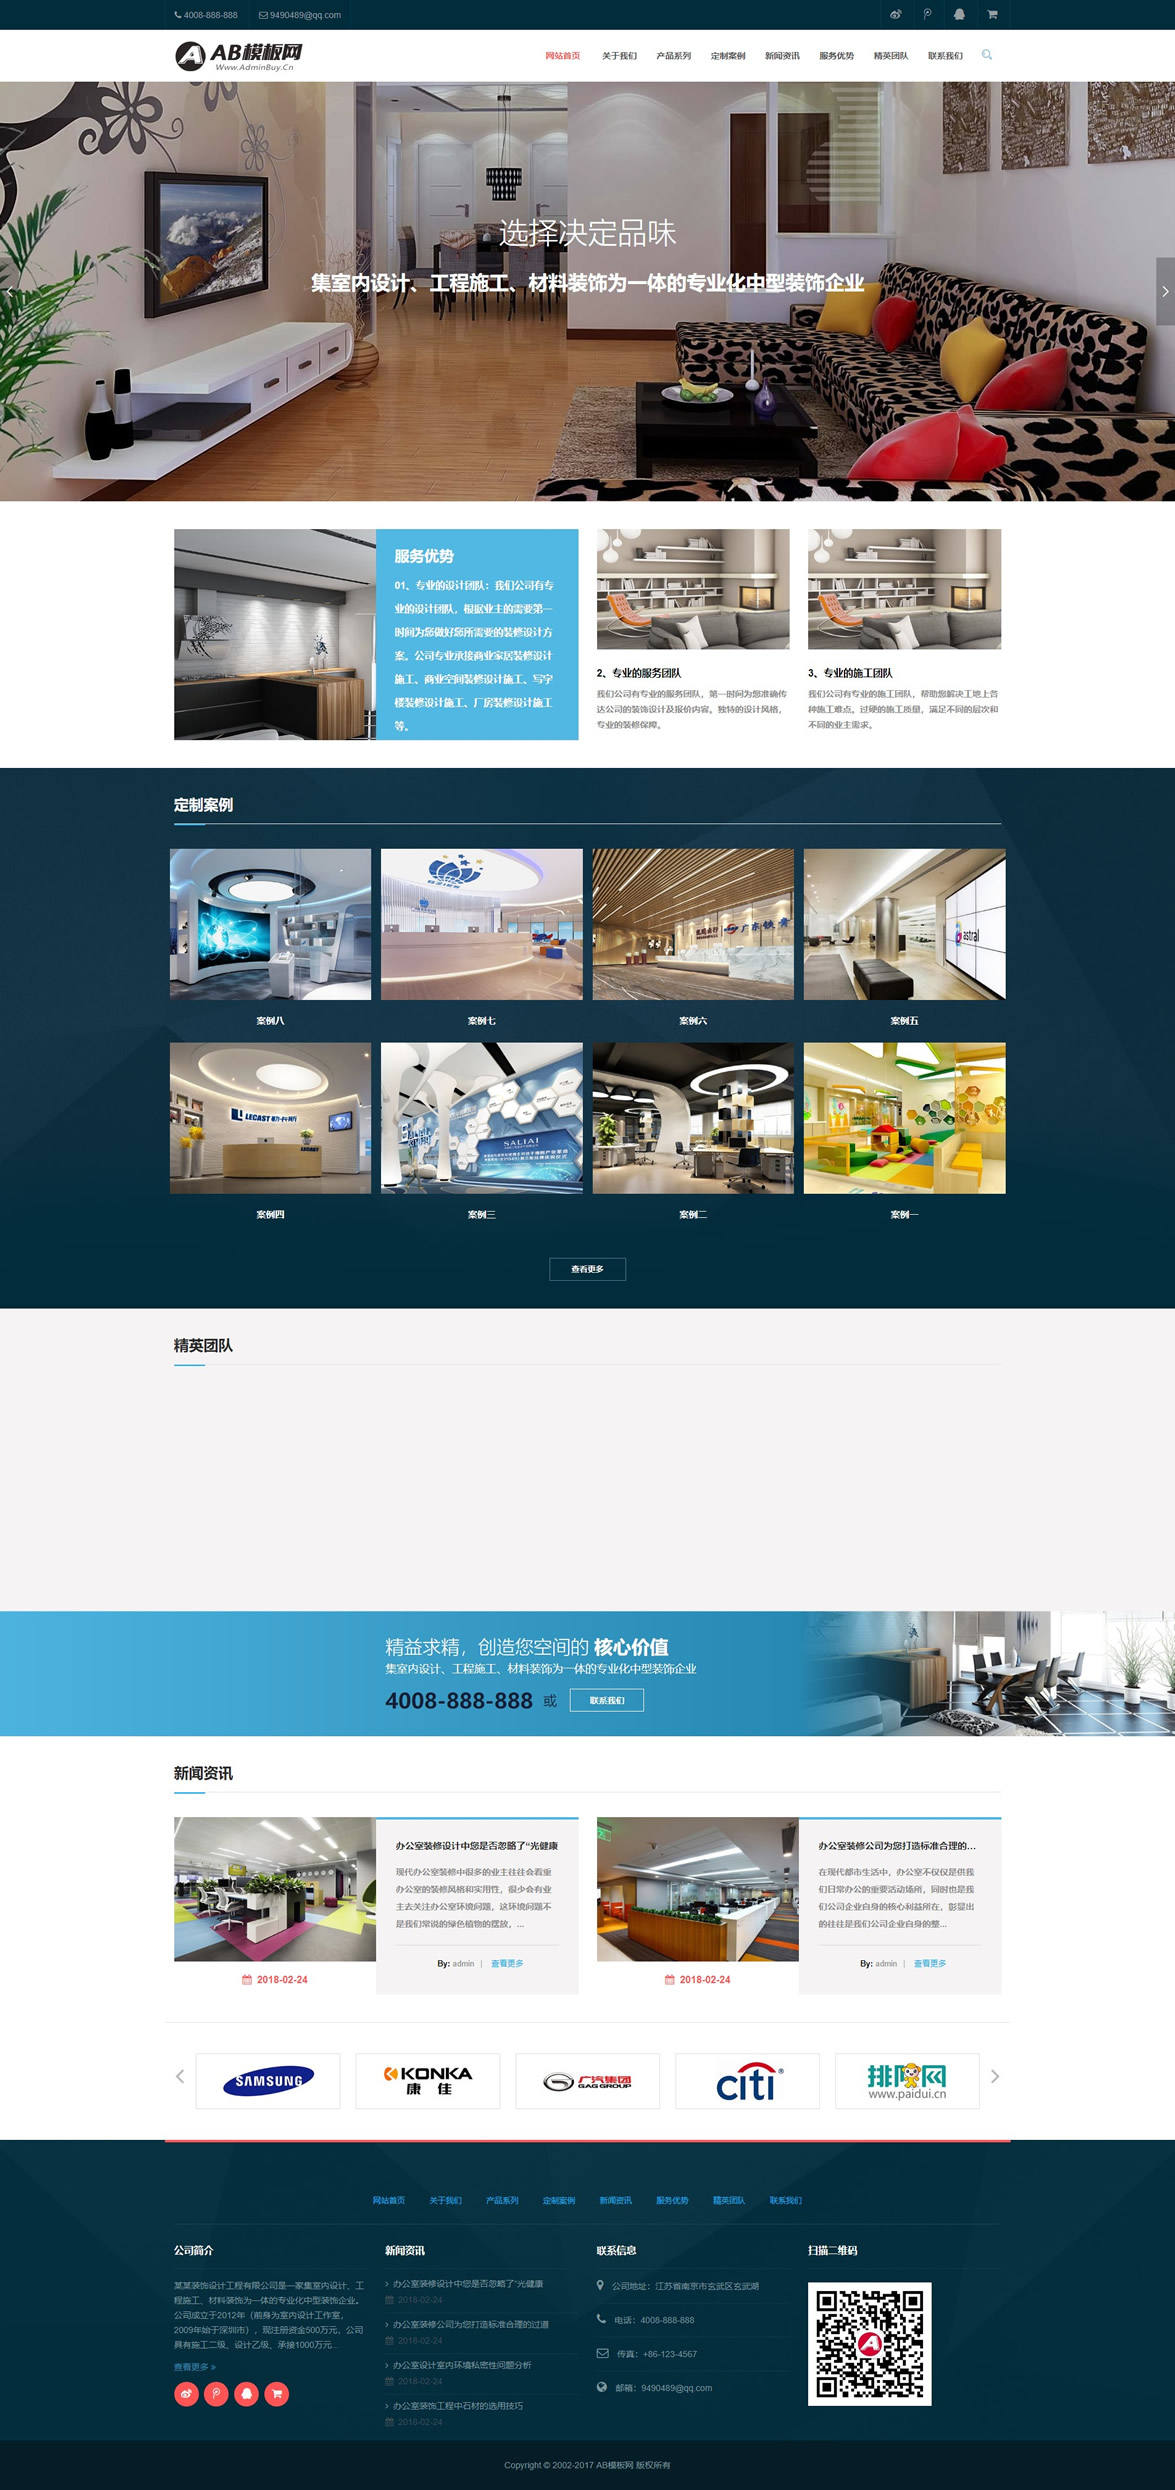 4008-888-888
9490489@qq.com
AB模板网
Www.AdminBuy.Cn
网站首页
关于我们
产品系列
定制案例
新闻资讯
服务优势
精英团队
联系我们
选择决定品味
集室内设计、工程施工、材料装饰为一体的专业化中型装饰企业
服务优势
01、专业的设计团队：我们公司有专
业的设计团队，根据业主的需要第一
时间为您做好您所需要的装修设计方
案。公司专业承接商业家居装修设计
施工、商业空间装修设计施工、写字
楼装修设计施工、厂房装修设计施工
等。
2、专业的服务团队
我们公司有专业的服务团队，第一时间为您准确传
达公司的装饰设计及报价内容。独特的设计风格，
专业的装修保障。
3、专业的施工团队
我们公司有专业的施工团队，帮助您解决工地上各
种施工难点。过硬的施工质量，满足不同的层次和
不同的业主需求。
定制案例
广东铁青
astral
案例八
案例七
案例六
案例五
LECAST
LECAST
SALIAI
案例四
案例三
案例二
案例一
查看更多
精英团队
精益求精，创造您空间的 核心价值
集室内设计、工程施工、材料装饰为一体的专业化中型装饰企业
4008-888-888 或 联系我们
新闻资讯
办公室装修设计中您是否忽略了“光健康
现代办公室装修中很多的业主往往会看重
办公室的装修风格和实用性，很少会有业
主去关注办公室环境问题，这环境问题不
是我们常说的绿色植物的摆放，...
By: admin | 查看更多
2018-02-24
办公室装修公司为您打造标准合理的...
在现代都市生活中，办公室不仅仅是供我
们日常办公的重要活动场所，同时也是我
们公司企业自身的核心利益所在，彰显出
的往往是我们公司企业自身的整...
By: admin | 查看更多
2018-02-24
SAMSUNG
KONKA
康佳
广汽集团
GAG GROUP
citi
排队网
www.paidui.cn
网站首页
关于我们
产品系列
定制案例
新闻资讯
服务优势
精英团队
联系我们
公司简介
某某装饰设计工程有限公司是一家集室内设计、工
程施工、材料装饰为一体的专业化中型装饰企业。
公司成立于2012年（前身为室内设计工作室，
2009年始于深圳市），现注册资金500万元，公司
具有施工二级、设计乙级、承接1000万元...
查看更多 »
新闻资讯
办公室装修设计中您是否忽略了“光健康
2018-02-24
办公室装修公司为您打造标准合理的过道
2018-02-24
办公室设计室内环境私密性问题分析
2018-02-24
办公室装饰工程中石材的选用技巧
2018-02-24
联系信息
公司地址：江苏省南京市玄武区玄武湖
电话：4008-888-888
传真：+86-123-4567
邮箱：9490489@qq.com
扫描二维码
Copyright © 2002-2017 AB模板网 版权所有